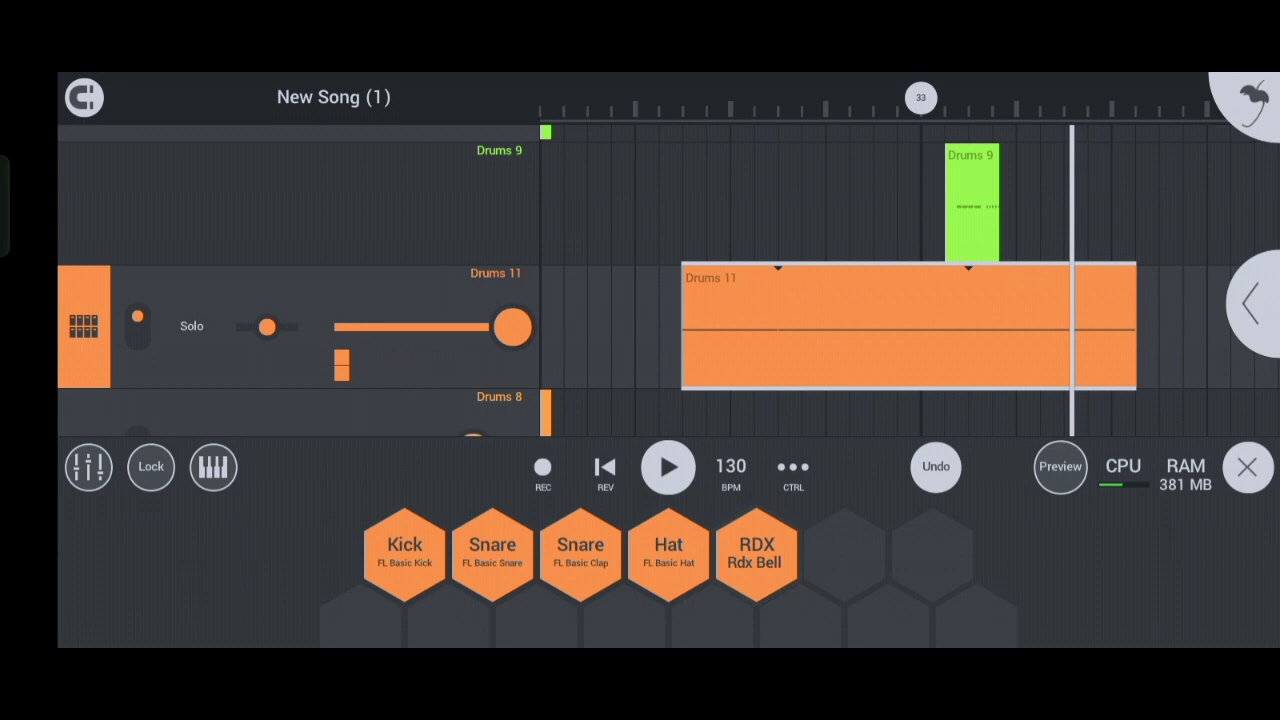 New Song (1)
33
Drums 9
Drums 9
Drums 11
Drums 11
Solo
Drums 8
Lock
REC
REV
130
BPM
CTRL
Undo
Preview
CPU
RAM
381 MB
Kick
FL Basic Kick
Snare
FL Basic Snare
Snare
FL Basic Clap
Hat
FL Basic Hat
RDX
Rdx Bell